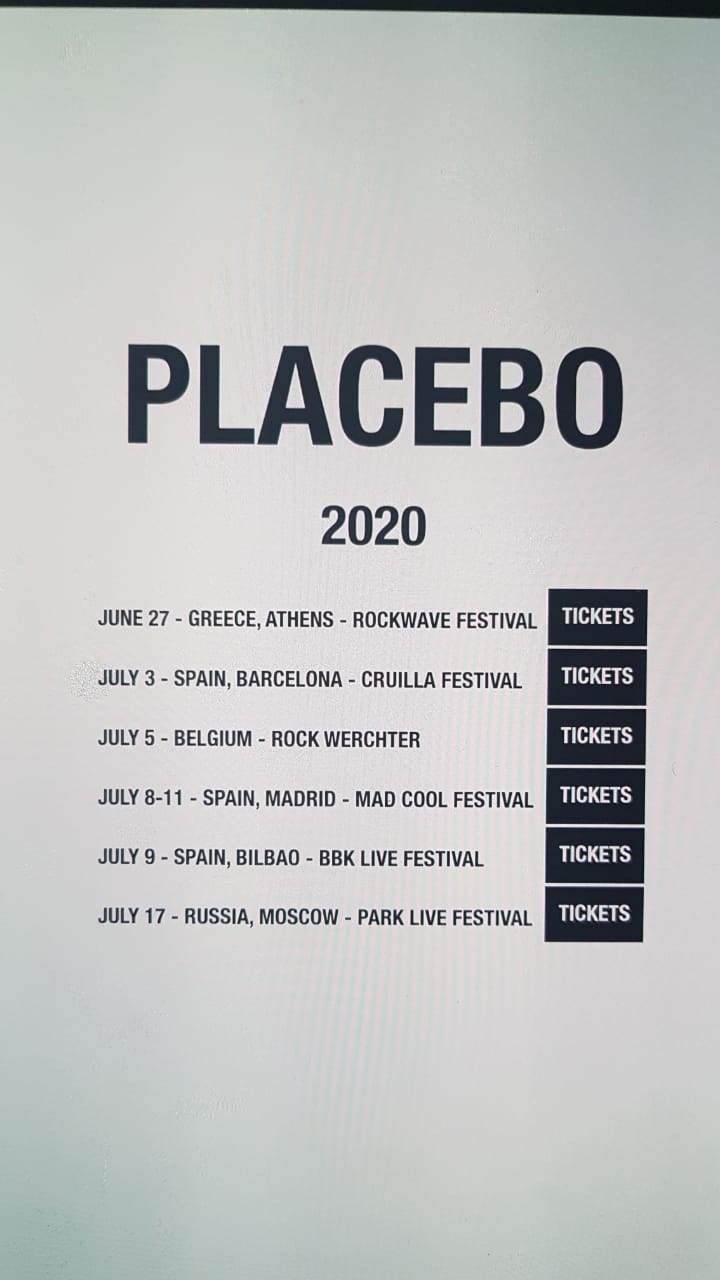 PLACEBO
2020
JUNE 27 - GREECE, ATHENS - ROCKWAVE FESTIVAL TICKETS
JULY 3 - SPAIN, BARCELONA - CRUILLA FESTIVAL TICKETS
JULY 5 - BELGIUM - ROCK WERCHTER TICKETS
JULY 8-11 - SPAIN, MADRID - MAD COOL FESTIVAL TICKETS
JULY 9 - SPAIN, BILBAO - BBK LIVE FESTIVAL TICKETS
JULY 17 - RUSSIA, MOSCOW - PARK LIVE FESTIVAL TICKETS